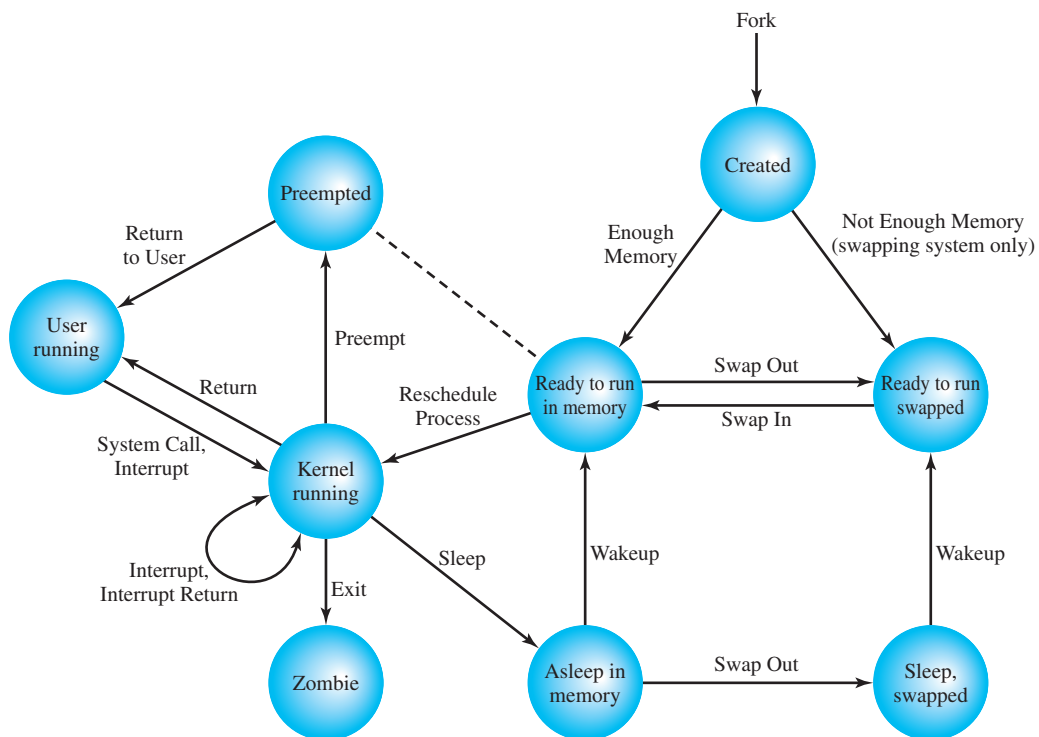 Fork
Created
Preempted
Return
to User
Enough
Memory
Not Enough Memory
(swapping system only)
User
running
Preempt
Return
Reschedule
Process
Ready to run
in memory
Swap Out
Swap In
Ready to run
swapped
System Call,
Interrupt
Kernel
running
Interrupt,
Interrupt Return
Sleep
Wakeup
Wakeup
Exit
Zombie
Asleep in
memory
Swap Out
Sleep,
swapped